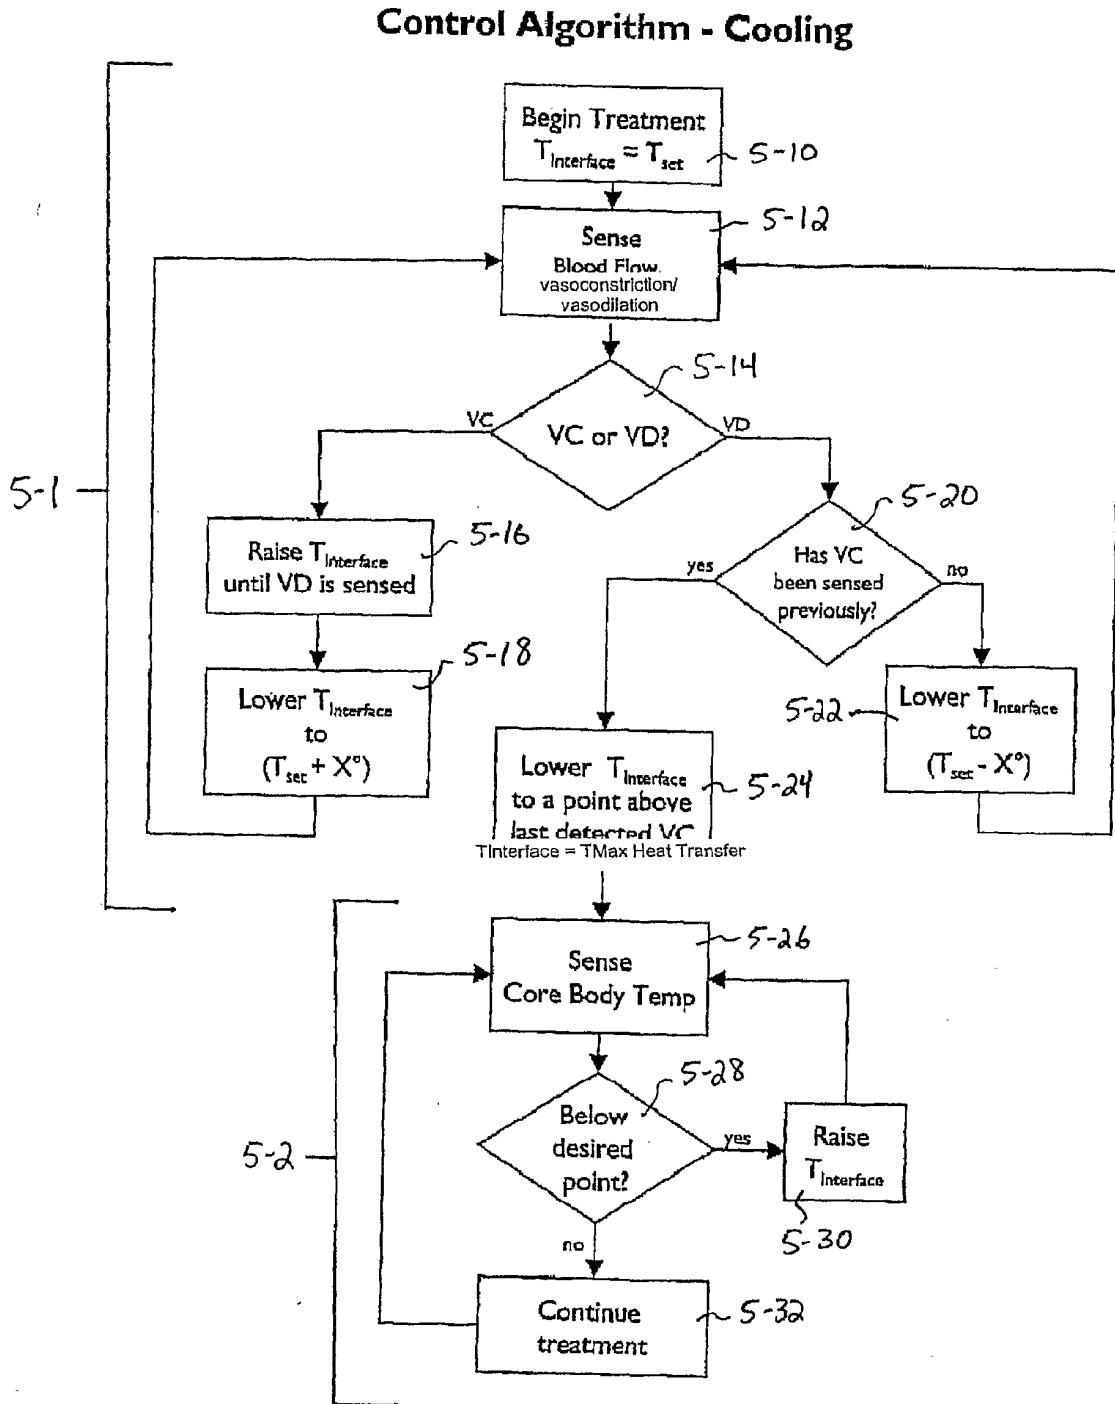 Control Algorithm - Cooling
Begin Treatment
TInterface = Tset
5-10
5-12
Sense
Blood Flow,
vasoconstriction/
vasodilation
5-14
VC
VC or VD?
VD
5-1
5-20
5-16
Raise TInterface
until VD is sensed
yes
Has VC
been sensed
previously?
no
5-18
Lower TInterface
to
(Tset + X°)
5-22
Lower TInterface
to
(Tset - X°)
Lower TInterface
to a point above
last detected VC
5-24
TInterface = TMax Heat Transfer
5-26
Sense
Core Body Temp
5-28
5-2
Below
desired
point?
yes
Raise
TInterface
5-30
no
Continue
treatment
5-32